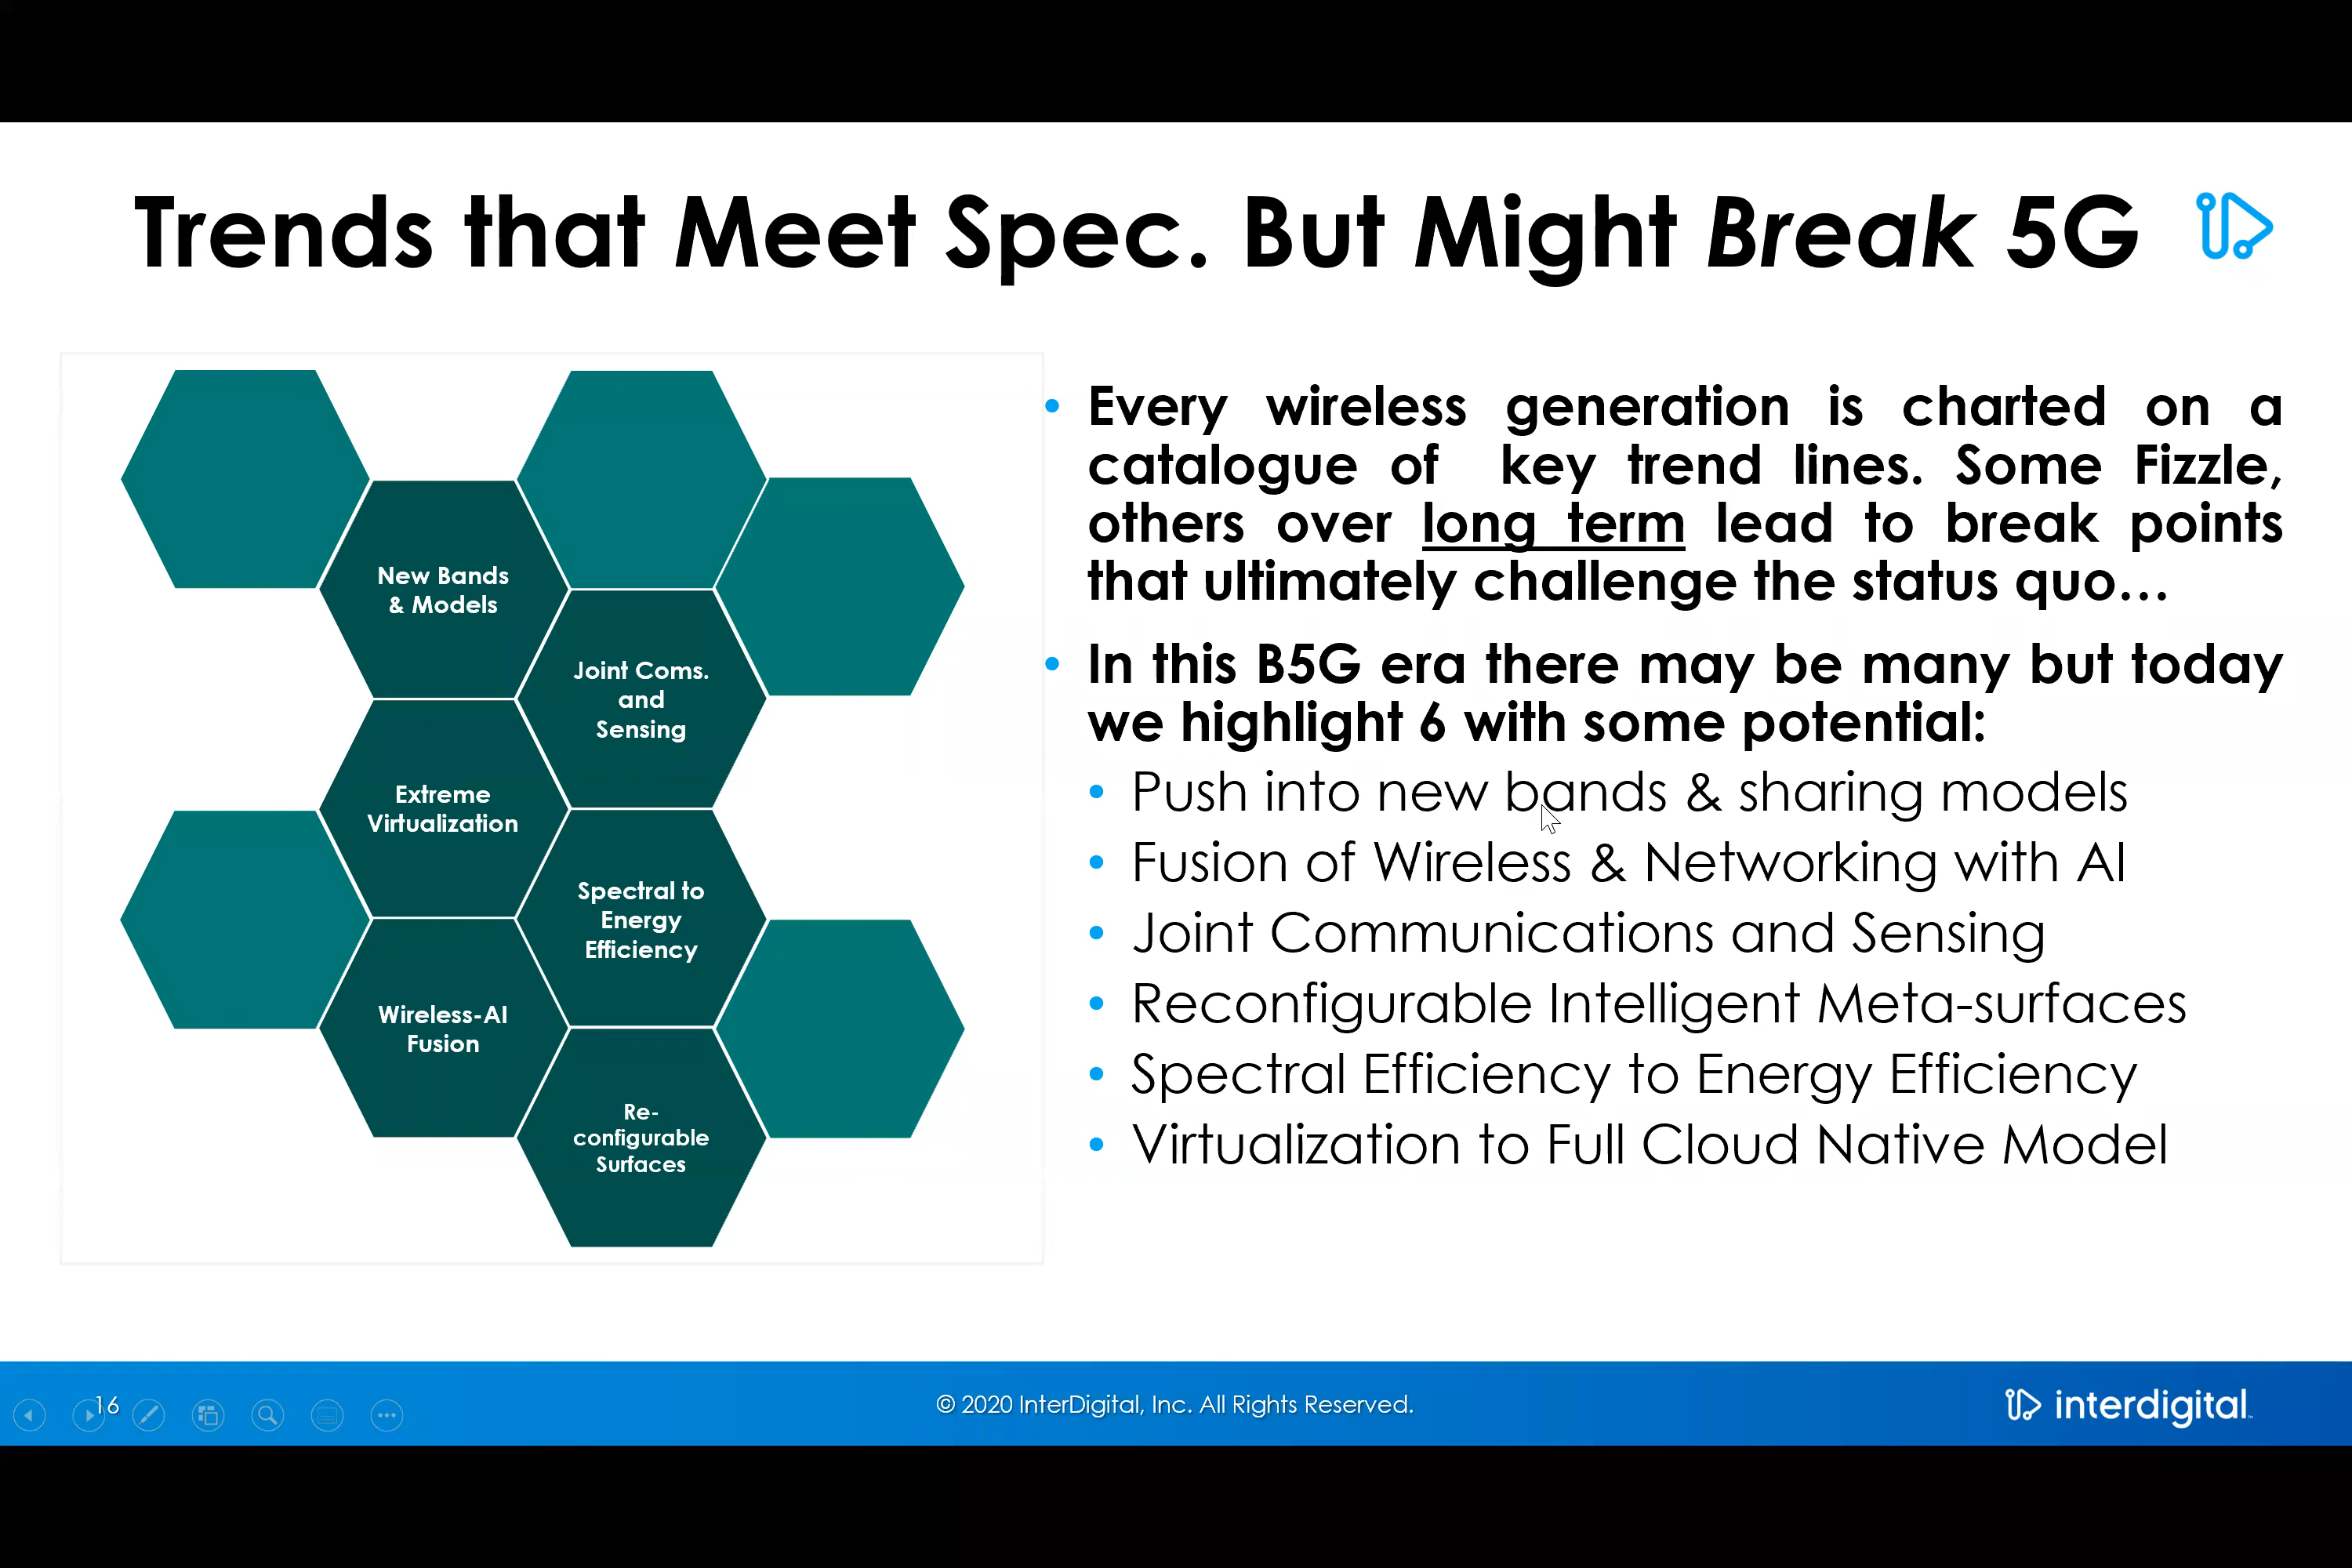 Trends that Meet Spec. But Might Break 5G
New Bands
& Models
Joint Coms.
and
Sensing
Extreme
Virtualization
Spectral to
Energy
Efficiency
Wireless-AI
Fusion
Re-
configurable
Surfaces
• Every wireless generation is charted on a
catalogue of key trend lines. Some Fizzle,
others over long term lead to break points
that ultimately challenge the status quo...
• In this B5G era there may be many but today
we highlight 6 with some potential:
• Push into new bands & sharing models
• Fusion of Wireless & Networking with AI
• Joint Communications and Sensing
• Reconfigurable Intelligent Meta-surfaces
• Spectral Efficiency to Energy Efficiency
• Virtualization to Full Cloud Native Model
16
© 2020 InterDigital, Inc. All Rights Reserved.
interdigital